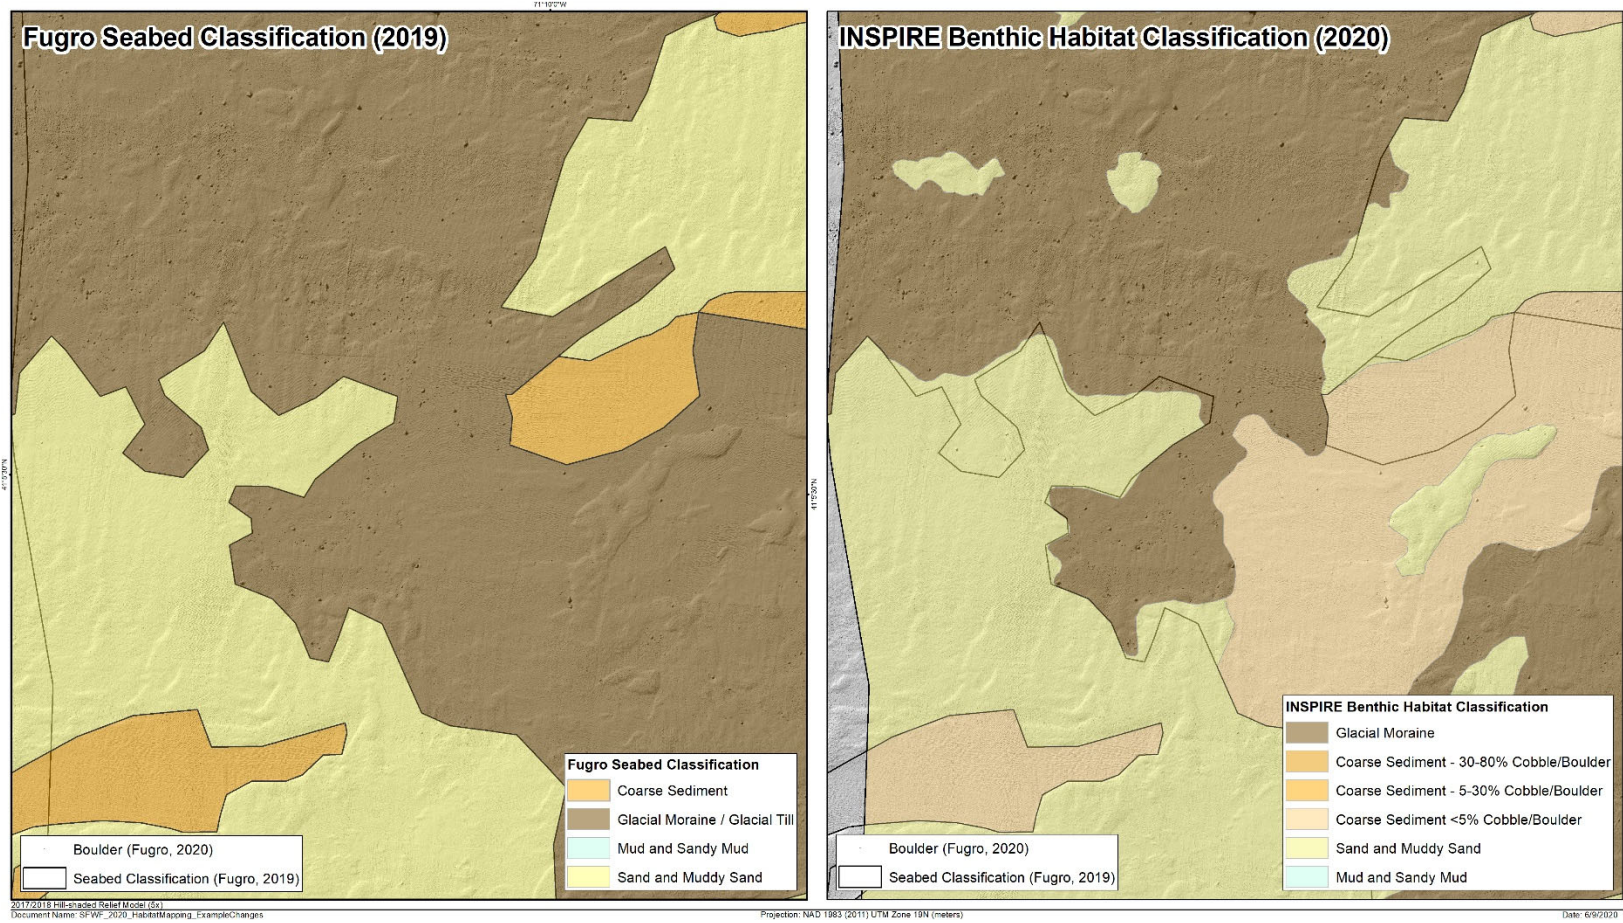 71°10'0"W
Fugro Seabed Classification (2019)
INSPIRE Benthic Habitat Classification (2020)
Fugro Seabed Classification
Coarse Sediment
Glacial Moraine / Glacial Till
Mud and Sandy Mud
Sand and Muddy Sand
Boulder (Fugro, 2020)
Seabed Classification (Fugro, 2019)
INSPIRE Benthic Habitat Classification
Glacial Moraine
Coarse Sediment - 30-80% Cobble/Boulder
Coarse Sediment - 5-30% Cobble/Boulder
Coarse Sediment <5% Cobble/Boulder
Sand and Muddy Sand
Mud and Sandy Mud
Boulder (Fugro, 2020)
Seabed Classification (Fugro, 2019)
2017/2018 Hill-shaded Relief Model (5x)
Document Name: SFWF_2020_HabitatMapping_ExampleChanges
Projection: NAD 1983 (2011) UTM Zone 19N (meters)
Date: 6/9/2020